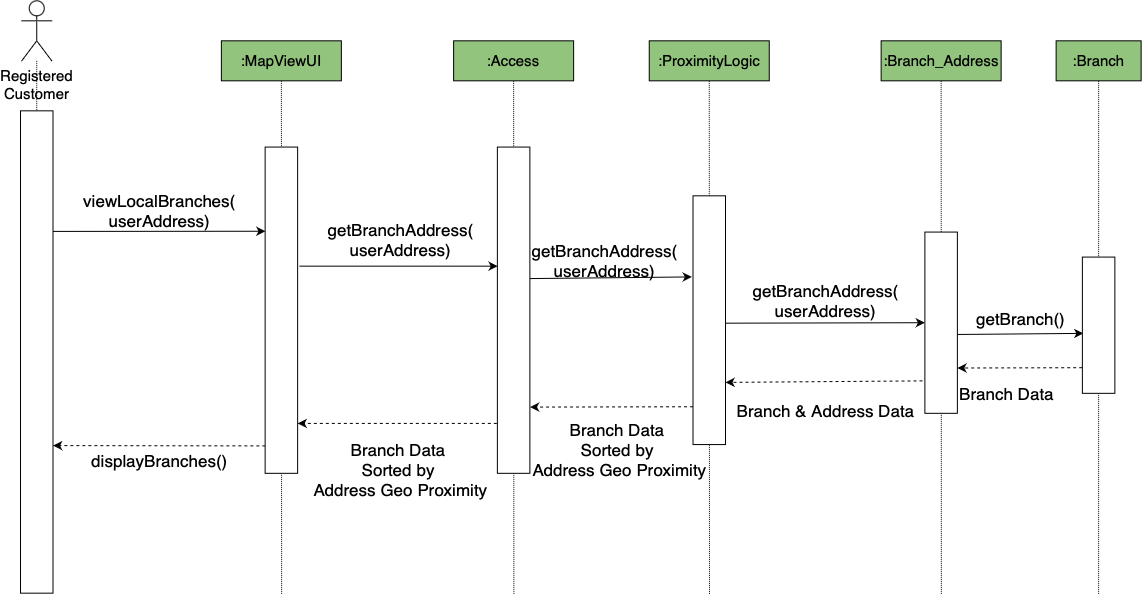 Registered
Customer
:MapViewUI
:Access
:ProximityLogic
:Branch_Address
:Branch
viewLocalBranches(
userAddress)
getBranchAddress(
userAddress)
getBranchAddress(
userAddress)
getBranchAddress(
userAddress)
getBranch()
Branch Data
Branch & Address Data
Branch Data
Sorted by
Address Geo Proximity
Branch Data
Sorted by
Address Geo Proximity
displayBranches()